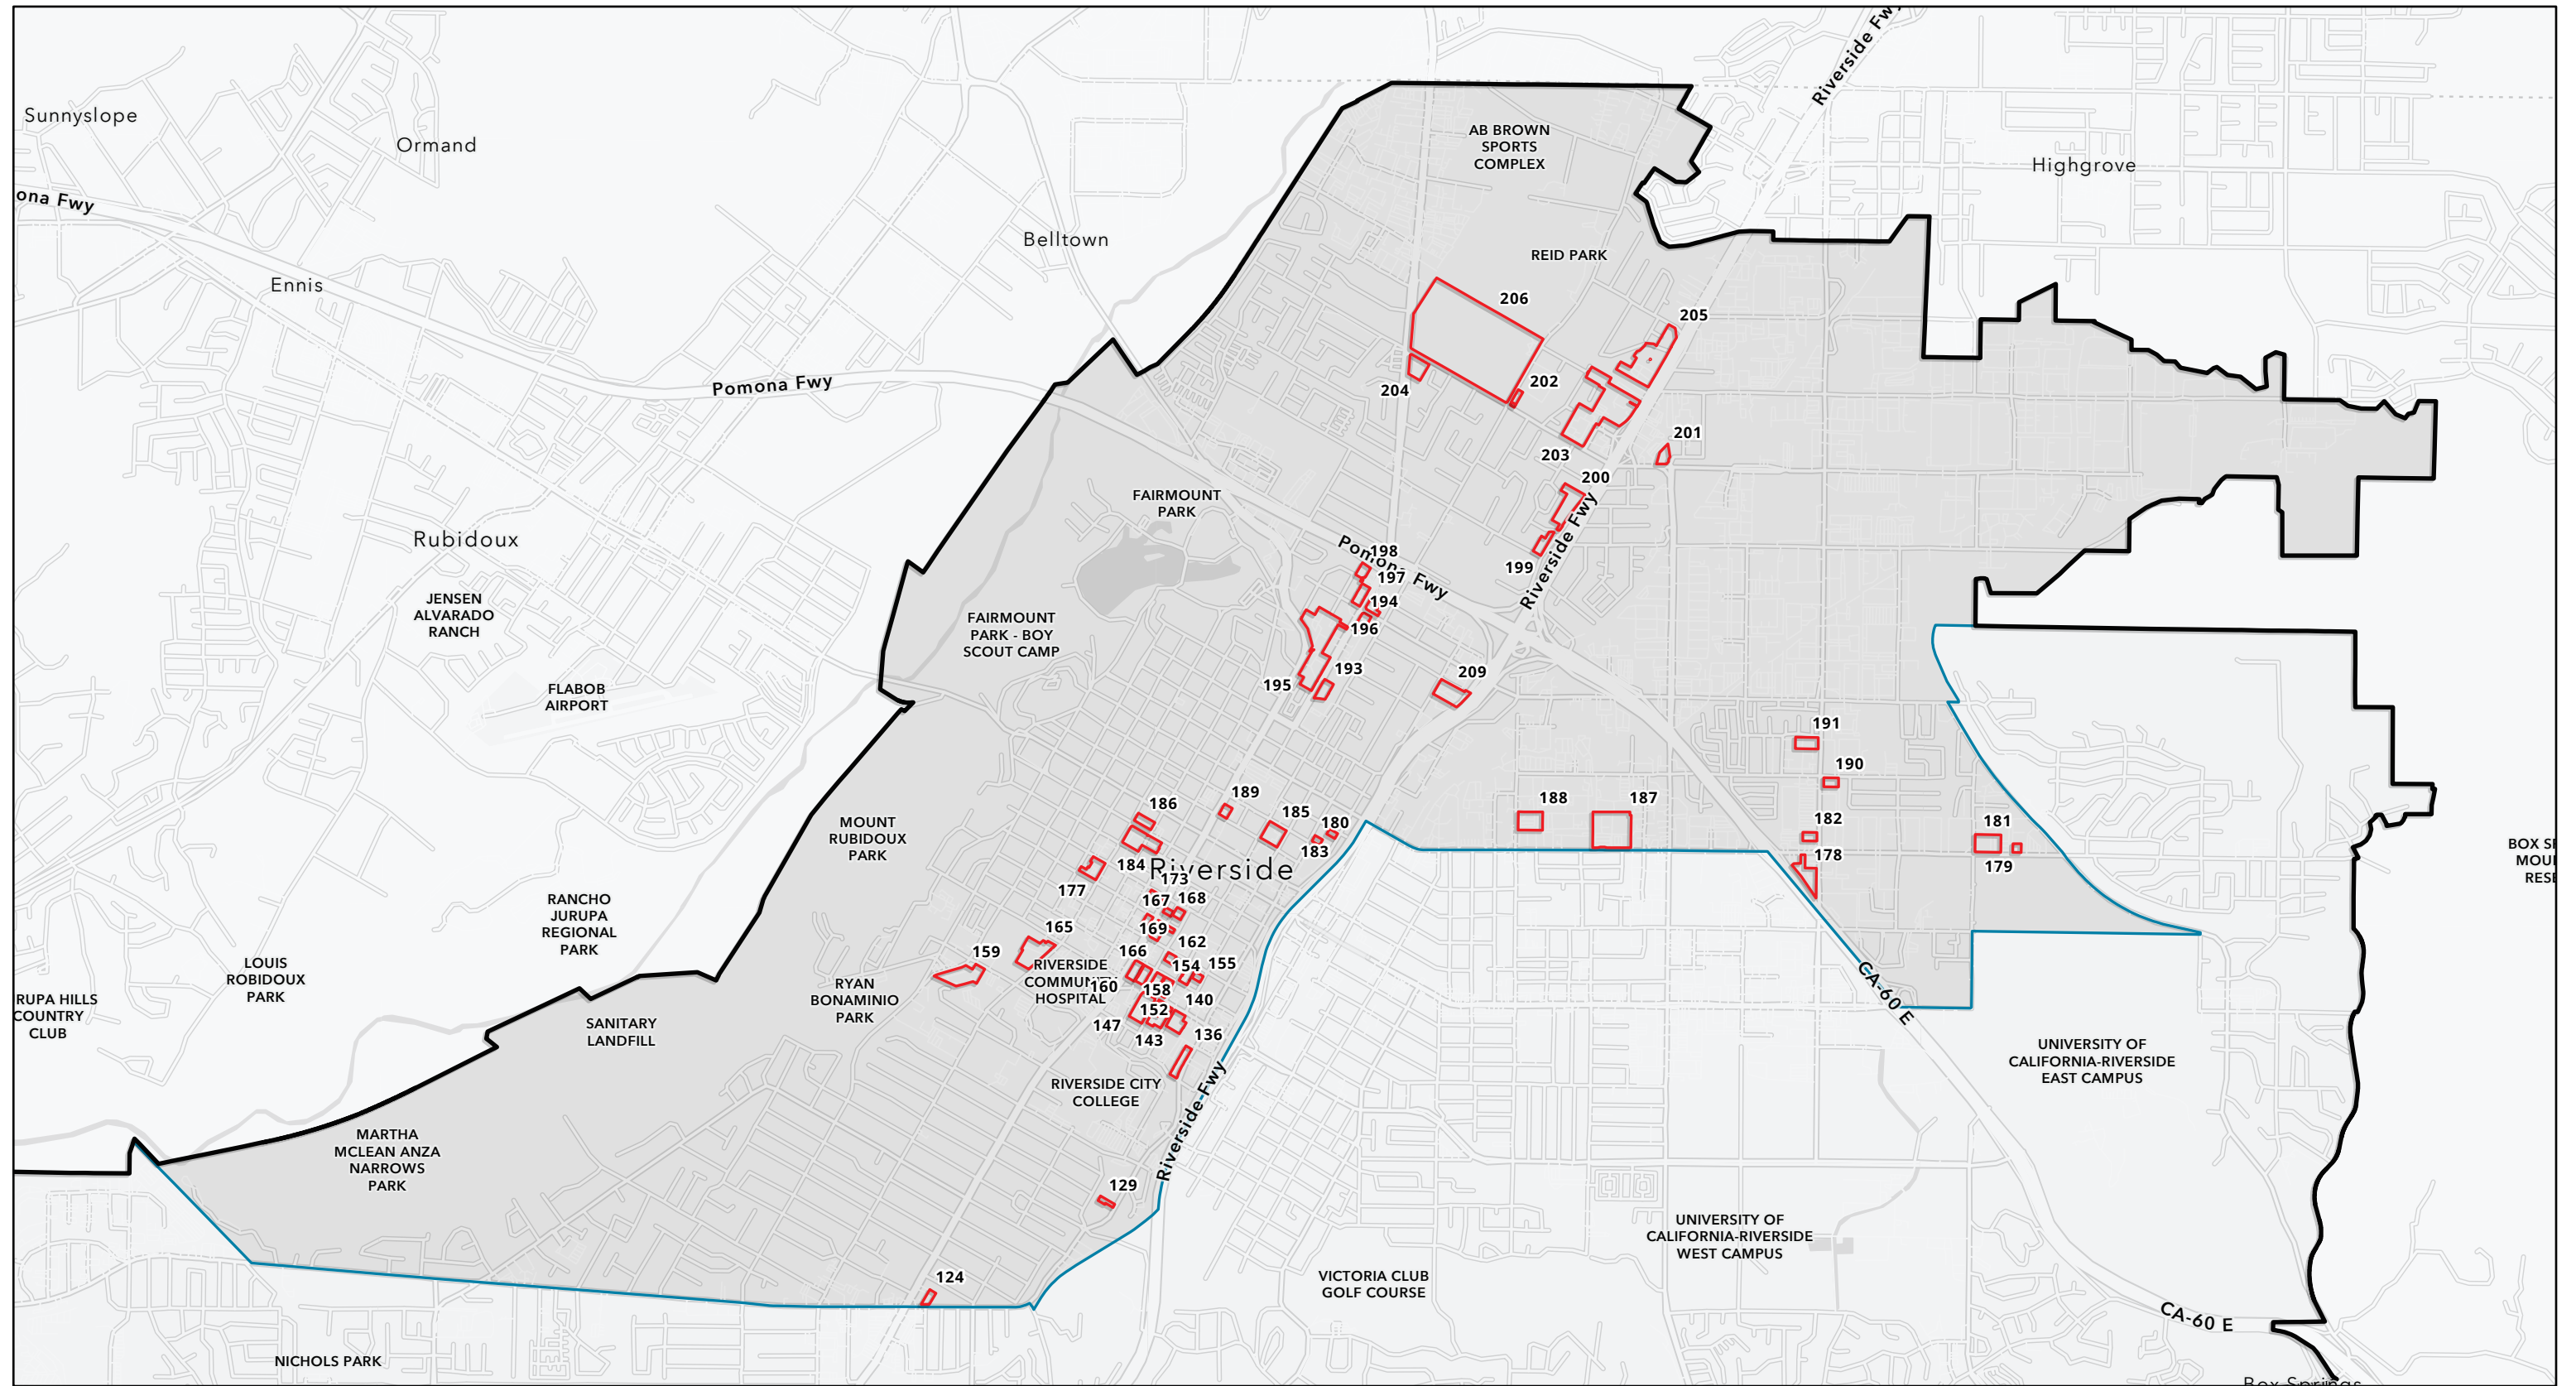 Riverside Fwy
AB BROWN
SPORTS
COMPLEX
Sunnyslope
Ormand
Highgrove
ona Fwy
Belltown
REID PARK
Ennis
206
205
Pomona Fwy
204
202
201
203
200
FAIRMOUNT
PARK
Riverside Fwy
Rubidoux
198
Pomona Fwy
199
197
JENSEN
ALVARADO
RANCH
194
196
FAIRMOUNT
PARK - BOY
SCOUT CAMP
193
195
209
FLABOB
AIRPORT
191
190
189
188
187
186
185
180
182
181
MOUNT
RUBIDOUX
PARK
183
178
184
Riverside
179
BOX S
MOU
RES
173
177
167
168
RANCHO
JURUPA
REGIONAL
PARK
165
169
162
166
159
154
155
LOUIS
ROBIDOUX
PARK
RIVERSIDE
COMMUNITY
HOSPITAL
160
158
140
RYAN
BONAMINIO
PARK
RUPA HILLS
COUNTRY
CLUB
152
CA-60 E
SANITARY
LANDFILL
147
143
136
UNIVERSITY OF
CALIFORNIA-RIVERSIDE
EAST CAMPUS
RIVERSIDE CITY
COLLEGE
Riverside Fwy
MARTHA
MCLEAN ANZA
NARROWS
PARK
129
UNIVERSITY OF
CALIFORNIA-RIVERSIDE
WEST CAMPUS
124
VICTORIA CLUB
GOLF COURSE
CA-60 E
NICHOLS PARK
Box Springs